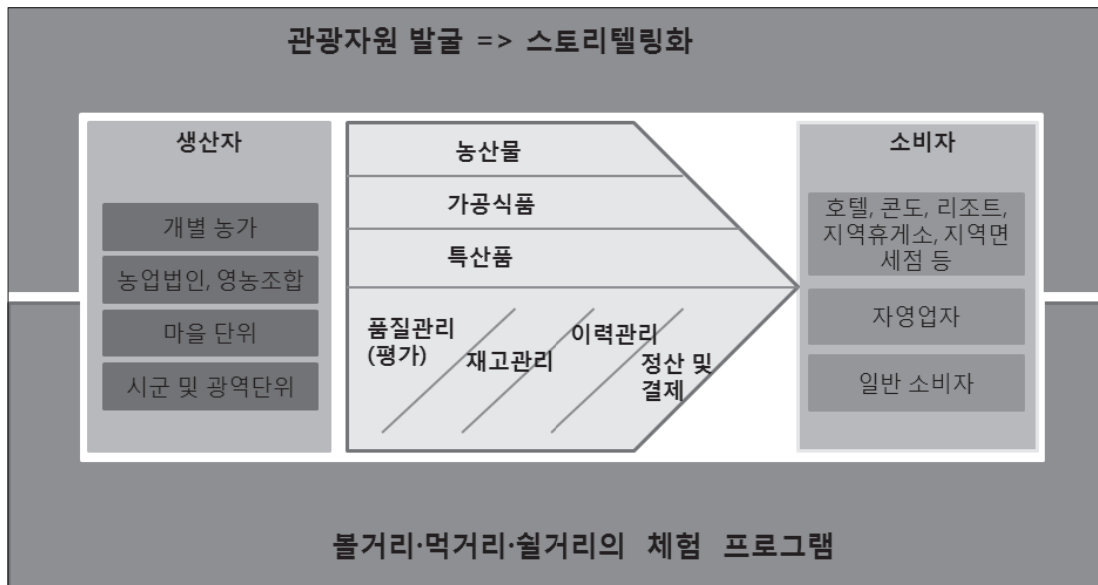 관광자원 발굴 => 스토리텔링화
생산자
개별 농가
농업법인, 영농조합
마을 단위
시군 및 광역단위
농산물
가공식품
특산품
품질관리
(평가)
재고관리
이력관리
정산 및
결제
소비자
호텔, 콘도, 리조트,
지역휴게소, 지역면
세점 등
자영업자
일반 소비자
볼거리·먹거리·쉴거리의 체험 프로그램